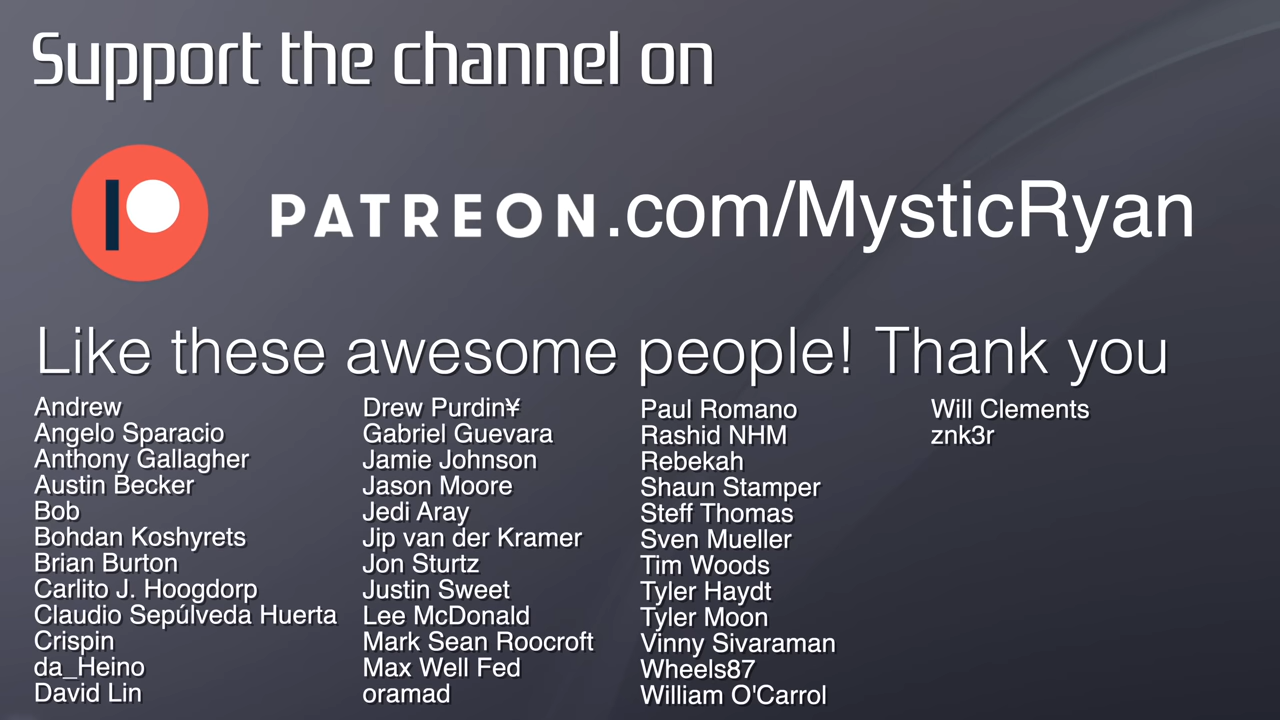 Support the channel on
PATREON.com/MysticRyan
Like these awesome people! Thank you
Andrew
Angelo Sparacio
Anthony Gallagher
Austin Becker
Bob
Bohdan Koshyrets
Brian Burton
Carlito J. Hoogdorp
Claudio Sepúlveda Huerta
Crispin
da_Heino
David Lin
Drew Purdin¥
Gabriel Guevara
Jamie Johnson
Jason Moore
Jedi Aray
Jip van der Kramer
Jon Sturtz
Justin Sweet
Lee McDonald
Mark Sean Roocroft
Max Well Fed
oramad
Paul Romano
Rashid NHM
Rebekah
Shaun Stamper
Steff Thomas
Sven Mueller
Tim Woods
Tyler Haydt
Tyler Moon
Vinny Sivaraman
Wheels87
William O'Carrol
Will Clements
znk3r